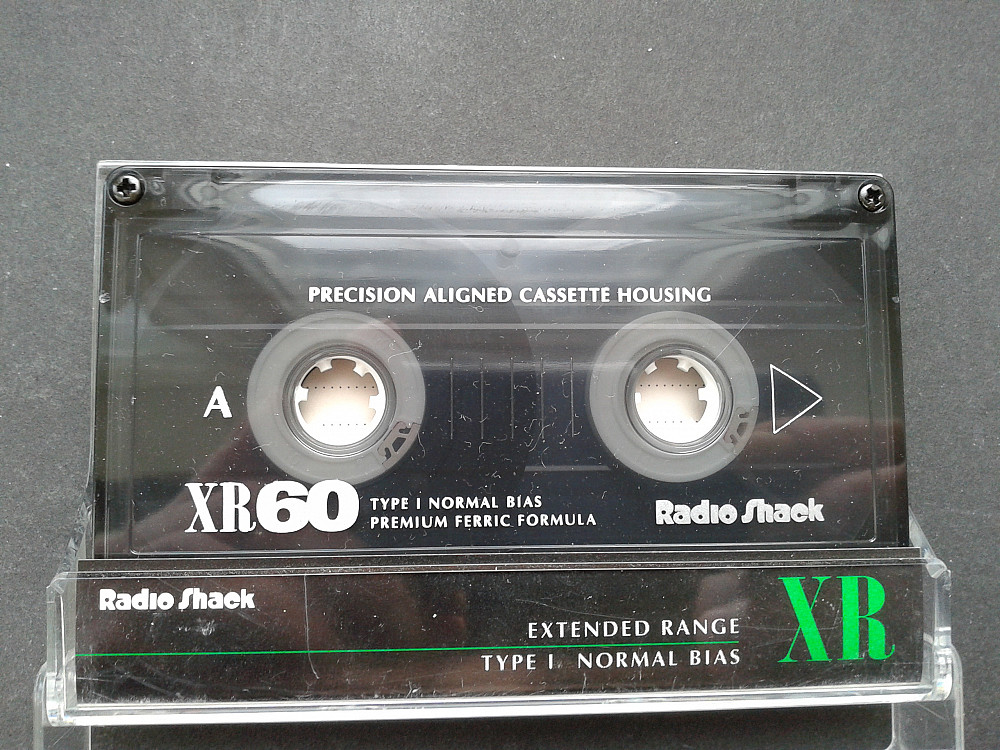 PRECISION ALIGNED CASSETTE HOUSING
A
XR60
TYPE I NORMAL BIAS
PREMIUM FERRIC FORMULA
Radio Shack
Radio Shack
EXTENDED RANGE
TYPE I NORMAL BIAS
XR